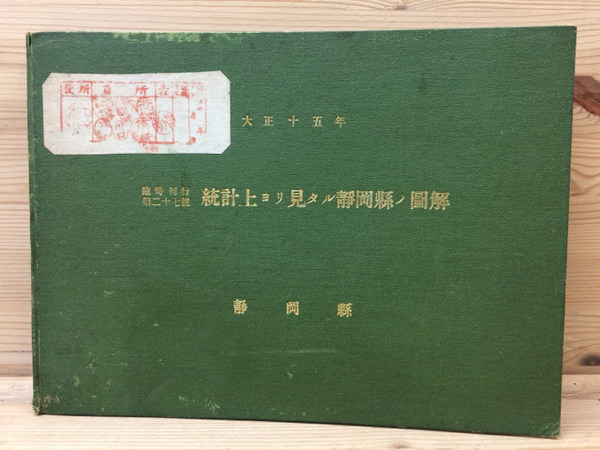 大正十五年
臨時刊行
第二十七號
統計上ヨリ見タル靜岡縣ノ圖解
靜岡縣